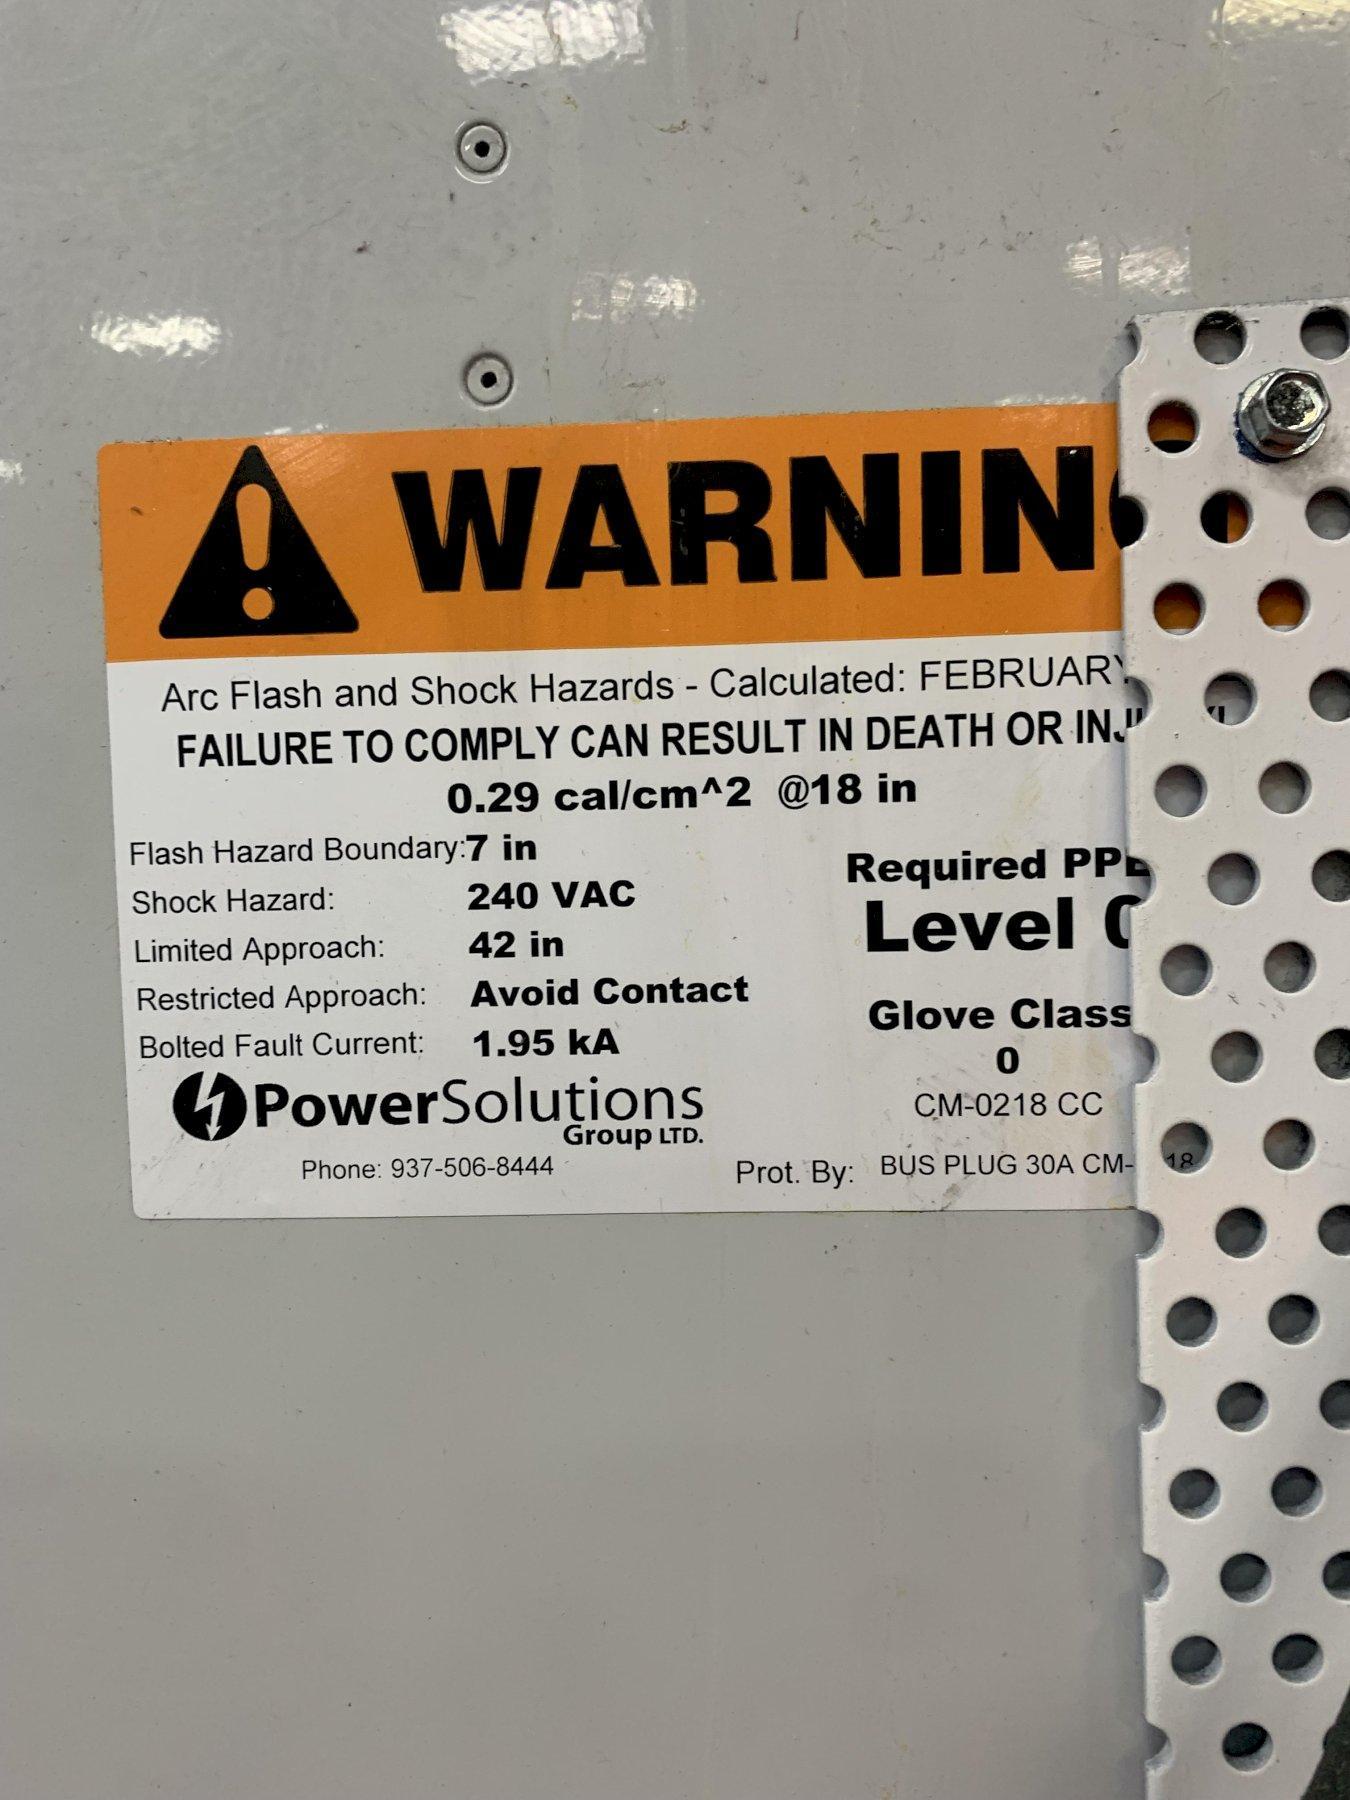 WARNING
Arc Flash and Shock Hazards - Calculated: FEBRUARY
FAILURE TO COMPLY CAN RESULT IN DEATH OR
0.29 cal/cm^2 @18 in
Flash Hazard Boundary: 7 in
Required PPE
Shock Hazard: 240 VAC
Level
Limited Approach: 42 in
Restricted Approach: Avoid Contact
Glove Class
Bolted Fault Current: 1.95 kA
0
PowerSolutions
CM-0218 CC
Group LTD.
Phone: 937-506-8444
Prot. By: BUS PLUG 30A CM-